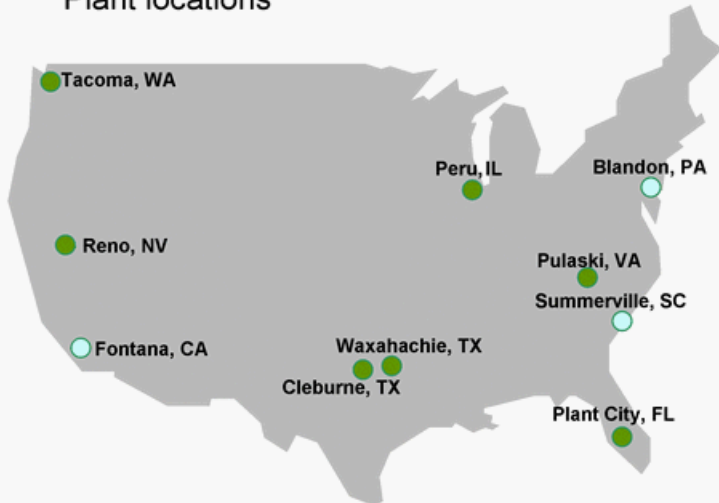 Plant locations
Tacoma, WA
Peru, IL
Blandon, PA
Reno, NV
Pulaski, VA
Summerville, SC
Fontana, CA
Waxahachie, TX
Cleburne, TX
Plant City, FL